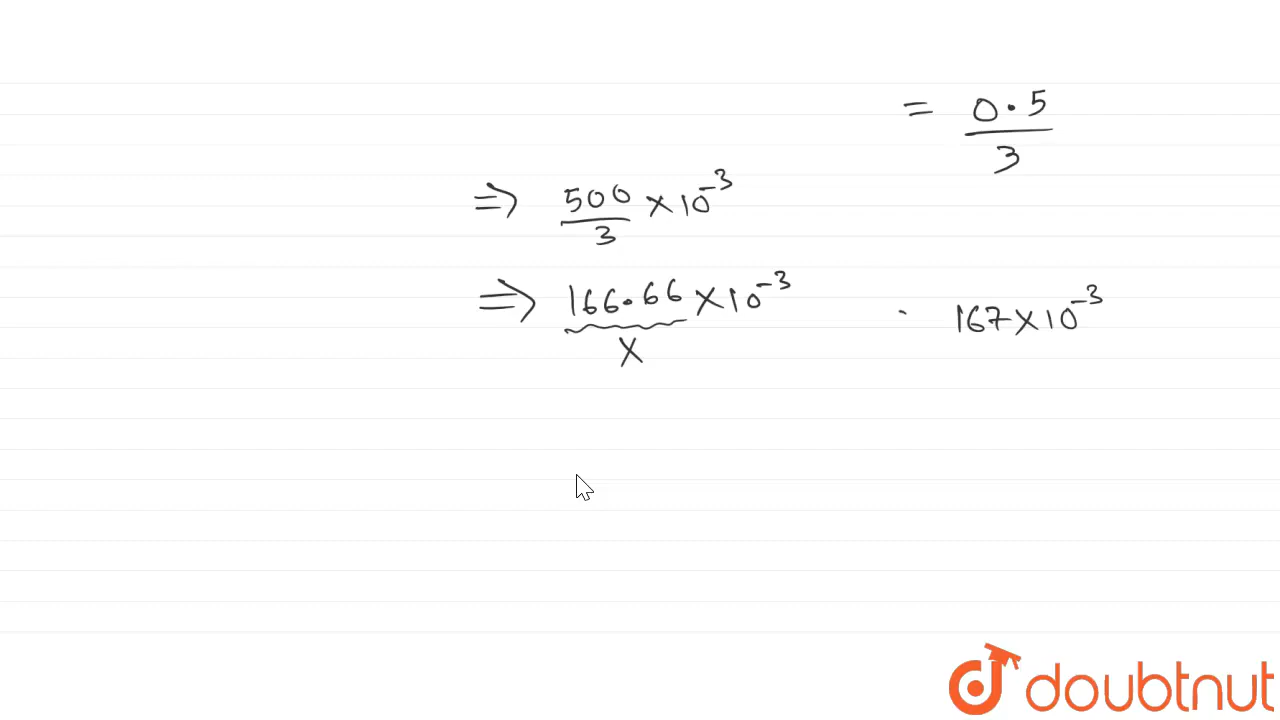 = 0.5/3
⇒ 500/3 × 10⁻³
⇒ 166.66 × 10⁻³
x
167 × 10⁻³
doubtnut